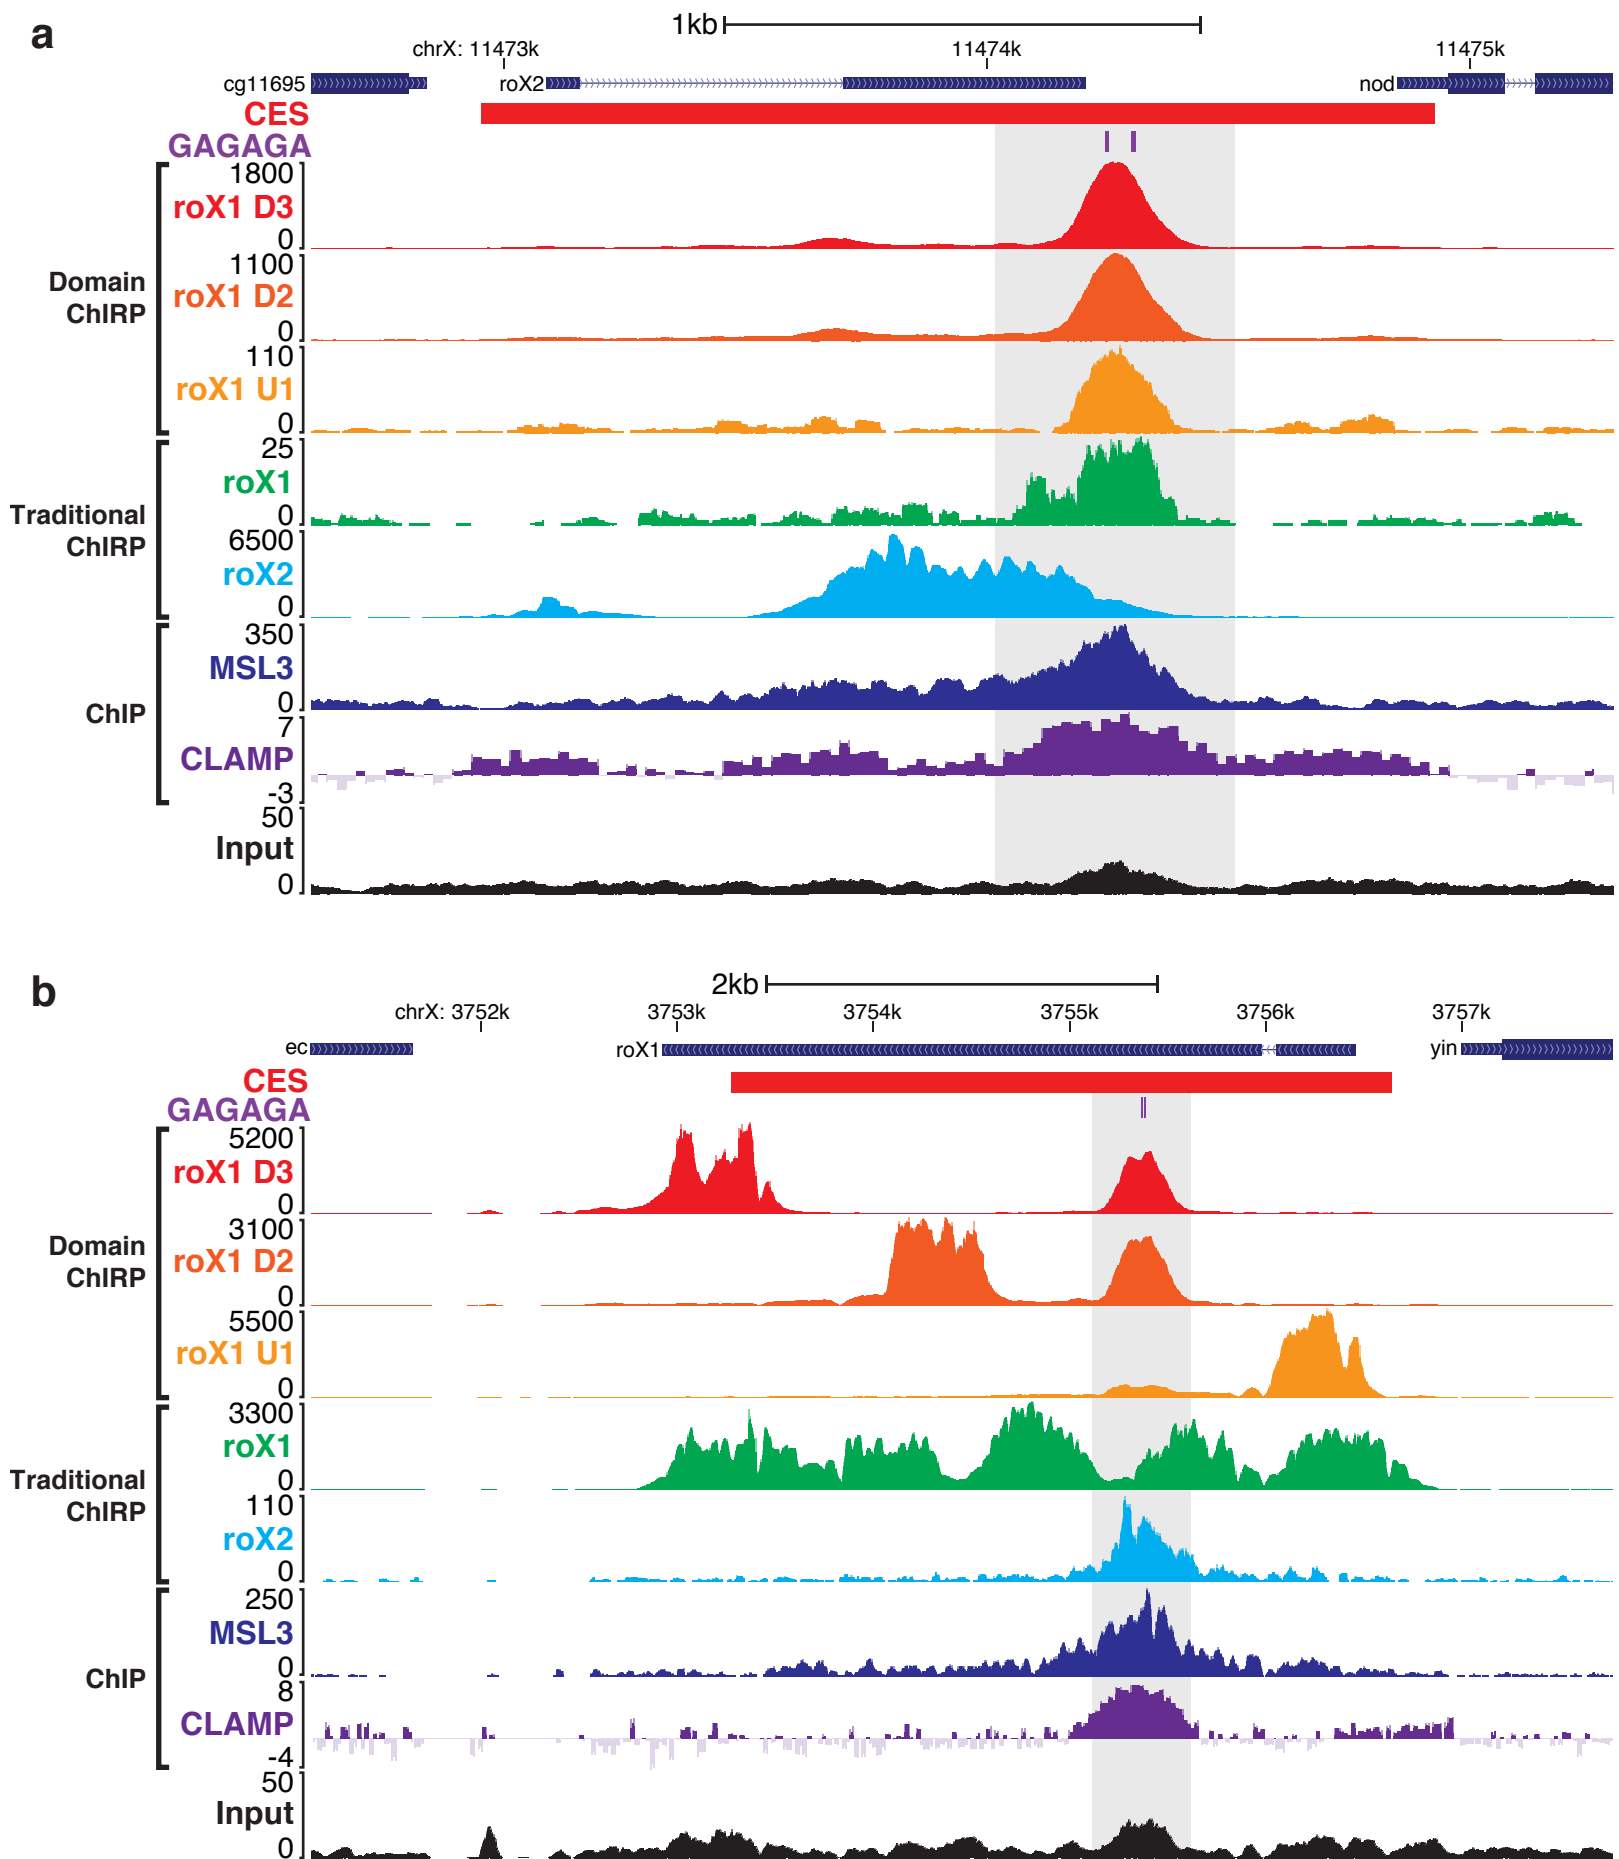 a
1kb
chrX: 11473k 11474k 11475k
cg11695 roX2 nod
CES
GAGAGA
1800
roX1 D3
0
1100
Domain
ChIRP
roX1 D2
0
110
roX1 U1
0
25
roX1
0
Traditional
ChIRP
6500
roX2
0
350
MSL3
0
ChIP
7
CLAMP
-3
50
Input
0
b
2kb
chrX: 3752k 3753k 3754k 3755k 3756k 3757k
ec roX1 yin
CES
GAGAGA
5200
roX1 D3
0
3100
Domain
ChIRP
roX1 D2
0
5500
roX1 U1
0
3300
roX1
0
Traditional
ChIRP
110
roX2
0
250
MSL3
0
ChIP
8
CLAMP
-4
50
Input
0